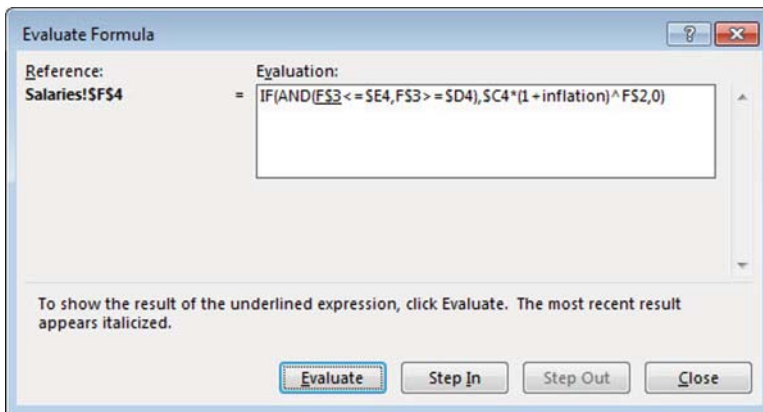 Evaluate Formula
Reference:
Evaluation:
Salaries!$F$4 = IF(AND(F$3<=$E4,F$3>=$D4),$C4*(1+inflation)^F$2,0)
To show the result of the underlined expression, click Evaluate. The most recent result
appears italicized.
Evaluate
Step In
Step Out
Close